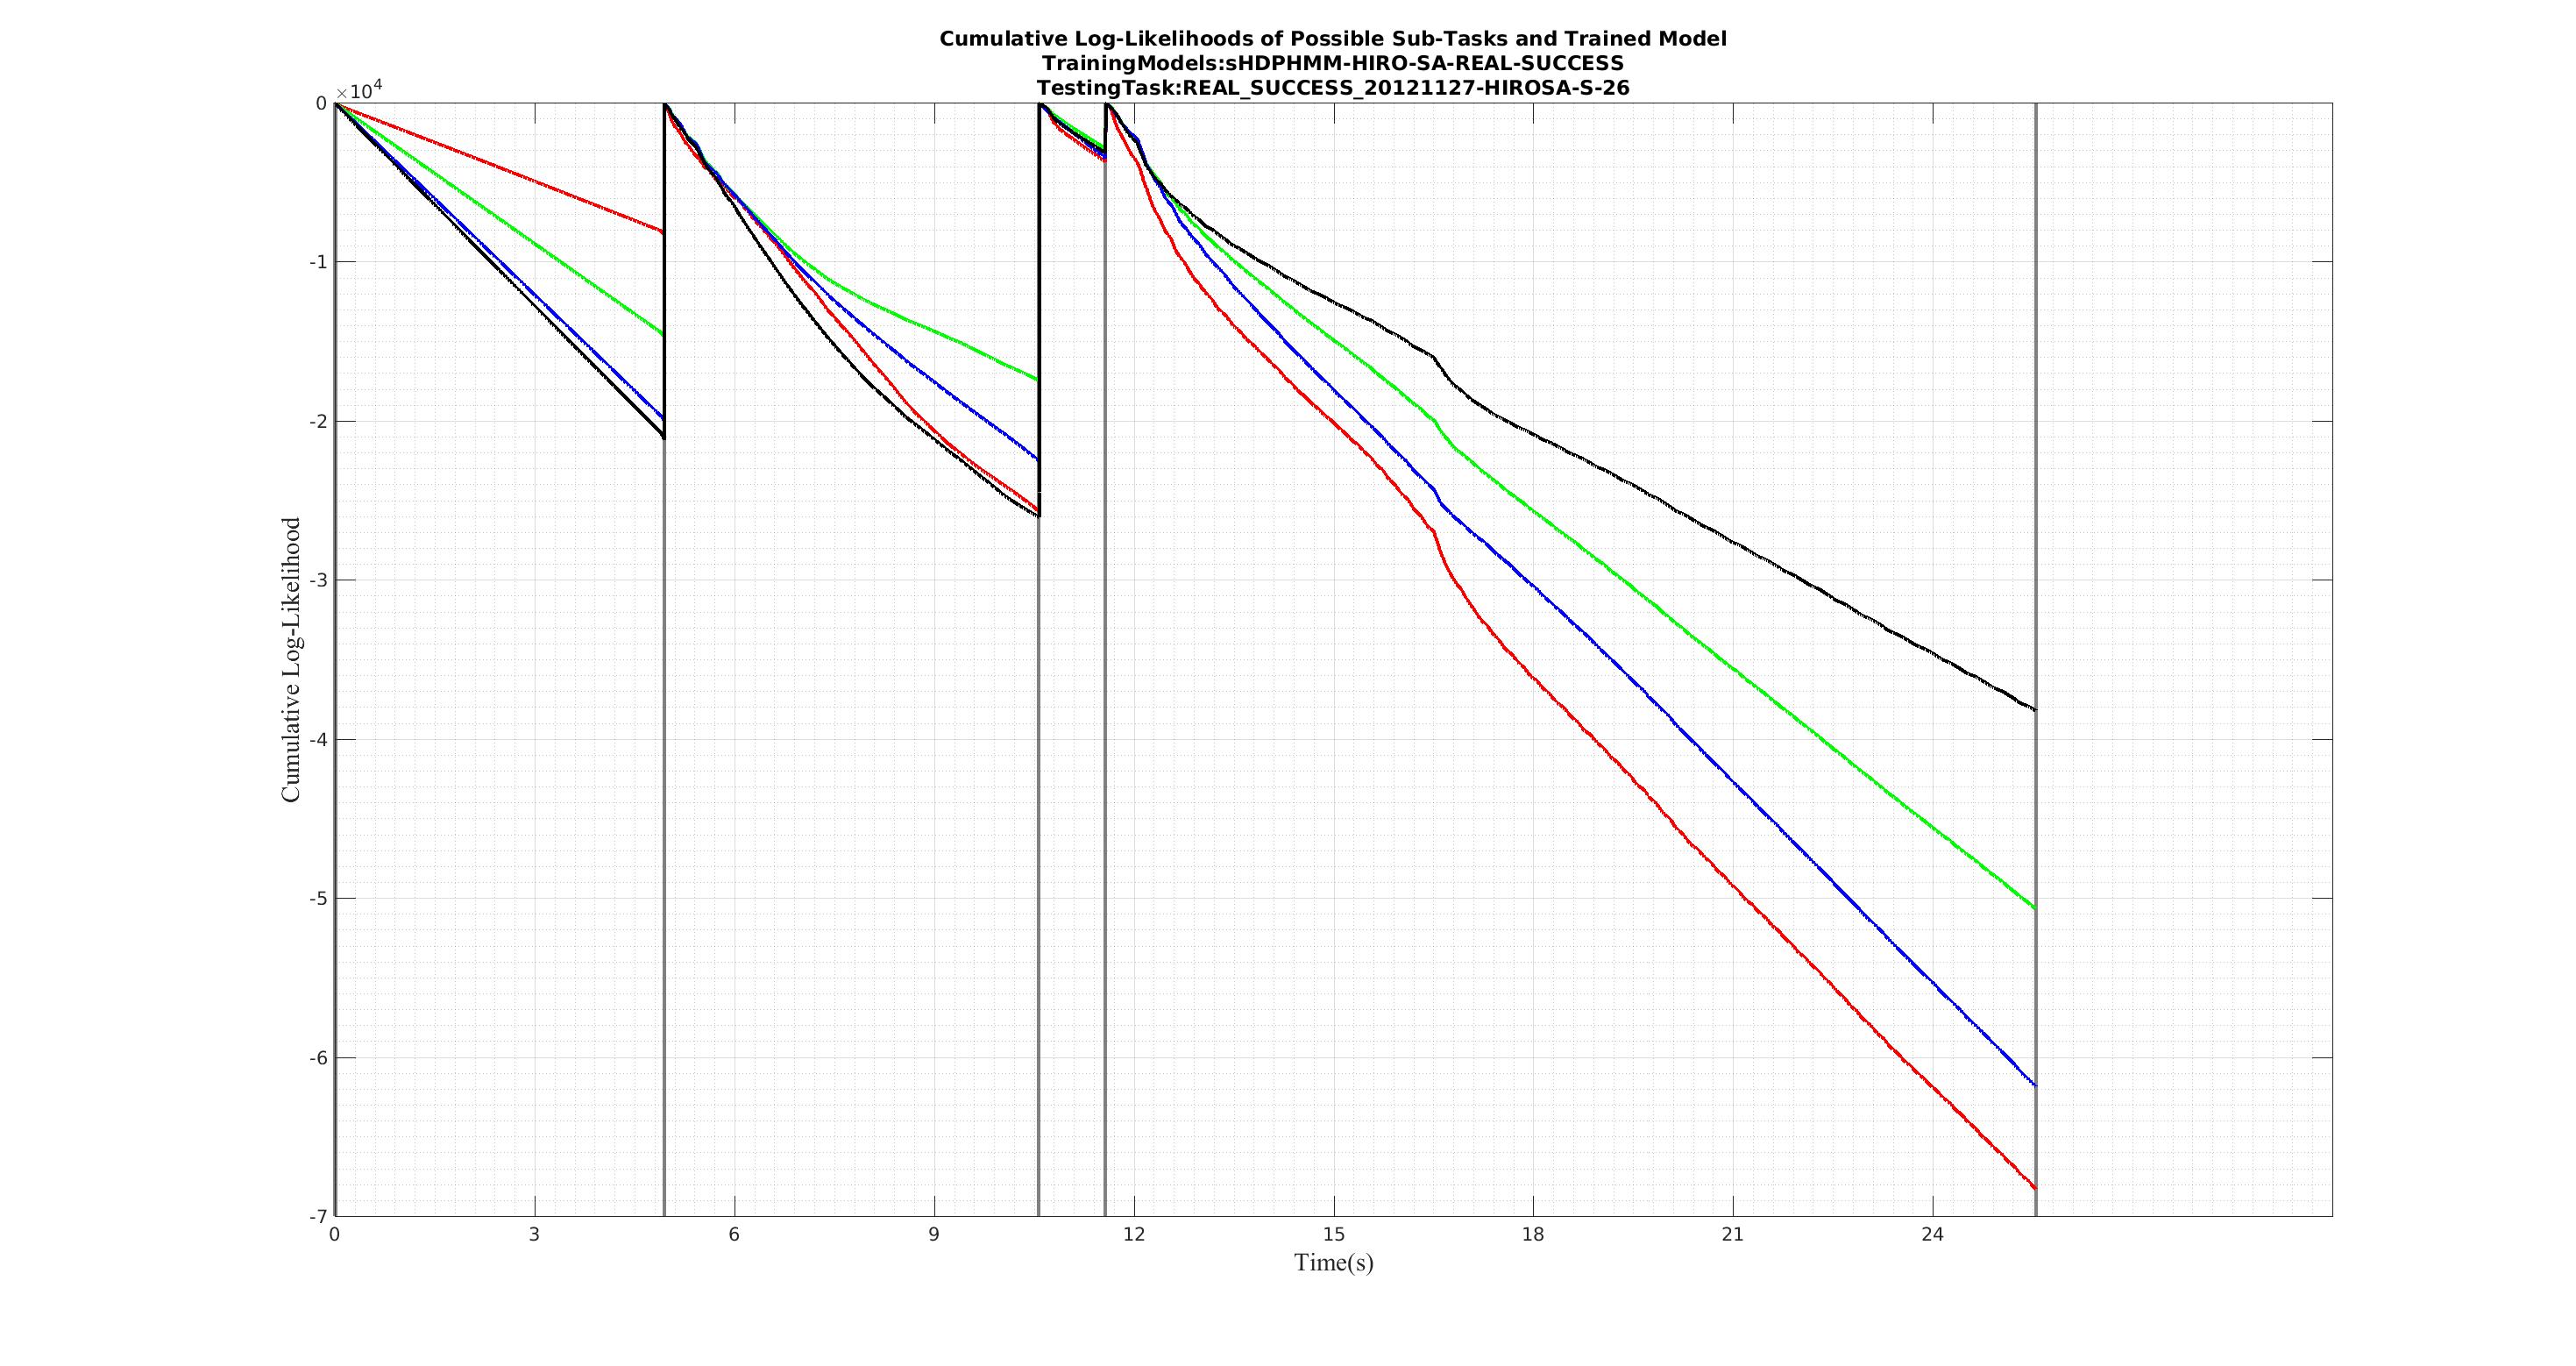 Cumulative Log-Likelihoods of Possible Sub-Tasks and Trained Model
TrainingModels:sHDPHMM-HIRO-SA-REAL-SUCCESS
TestingTask:REAL_SUCCESS_20121127-HIROSA-S-26
×10⁴
0
-1
-2
-3
-4
-5
-6
-7
Cumulative Log-Likelihood
0 3 6 9 12 15 18 21 24
Time(s)